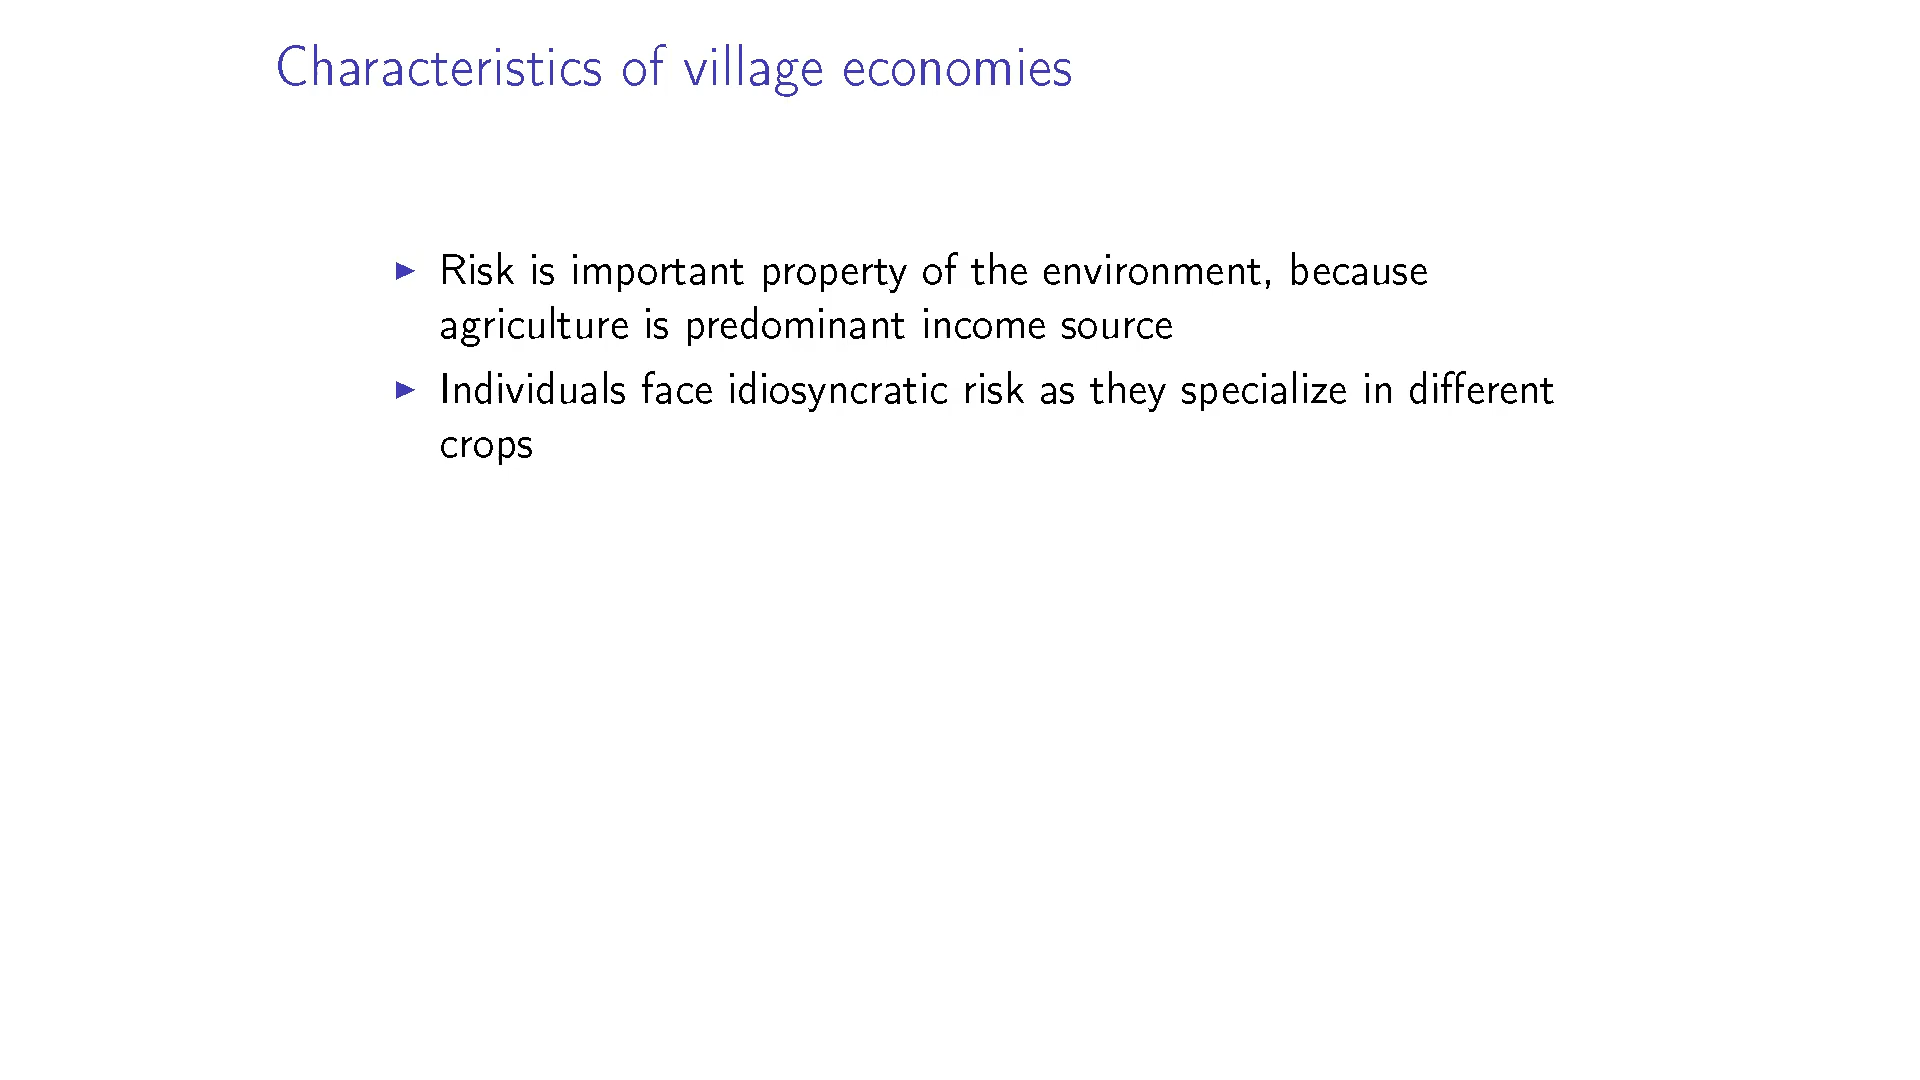 Characteristics of village economies
Risk is important property of the environment, because
agriculture is predominant income source
Individuals face idiosyncratic risk as they specialize in different
crops